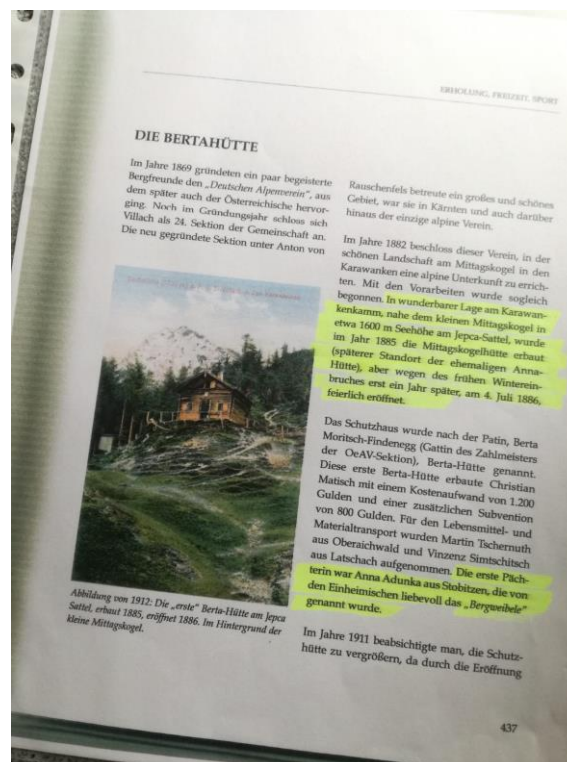 ERHOLUNG, FREIZEIT, SPORT
DIE BERTAHÜTTE
Im Jahre 1869 gründeten ein paar begeisterte
Bergfreunde den „Deutschen Alpenverein", aus
dem später auch der Österreichische hervor-
ging. Noch im Gründungsjahr schloss sich
Villach als 24. Sektion der Gemeinschaft an.
Die neu gegründete Sektion unter Anton von
Abbildung von 1912: Die „erste" Berta-Hütte am Jepca
Sattel, erbaut 1885, eröffnet 1886. Im Hintergrund der
kleine Mittagskogel.
Rauschenfels betreute ein großes und schönes
Gebiet, war sie in Kärnten und auch darüber
hinaus der einzige alpine Verein.
Im Jahre 1882 beschloss dieser Verein, in der
schönen Landschaft am Mittagskogel in den
Karawanken eine alpine Unterkunft zu errich-
ten. Mit den Vorarbeiten wurde sogleich
begonnen. In wunderbarer Lage am Karawan-
kenkamm, nahe dem kleinen Mittagskogel in
etwa 1600 m Seehöhe am Jepca-Sattel, wurde
im Jahr 1885 die Mittagskogelhütte erbaut
(späterer Standort der ehemaligen Anna-
Hütte), aber wegen des frühen Winterein-
bruches erst ein Jahr später, am 4. Juli 1886,
feierlich eröffnet.
Das Schutzhaus wurde nach der Patin, Berta
Moritsch-Findenegg (Gattin des Zahlmeisters
der OeAV-Sektion), Berta-Hütte genannt.
Diese erste Berta-Hütte erbaute Christian
Matisch mit einem Kostenaufwand von 1.200
Gulden und einer zusätzlichen Subvention
von 800 Gulden. Für den Lebensmittel- und
Materialtransport wurden Martin Tschernuth
aus Oberaichwald und Vinzenz Simtschitsch
aus Latschach aufgenommen. Die erste Päch-
terin war Anna Adunka aus Stobitzen, die von
den Einheimischen liebevoll das „Bergweibele"
genannt wurde.
Im Jahre 1911 beabsichtigte man, die Schutz-
hütte zu vergrößern, da durch die Eröffnung
437